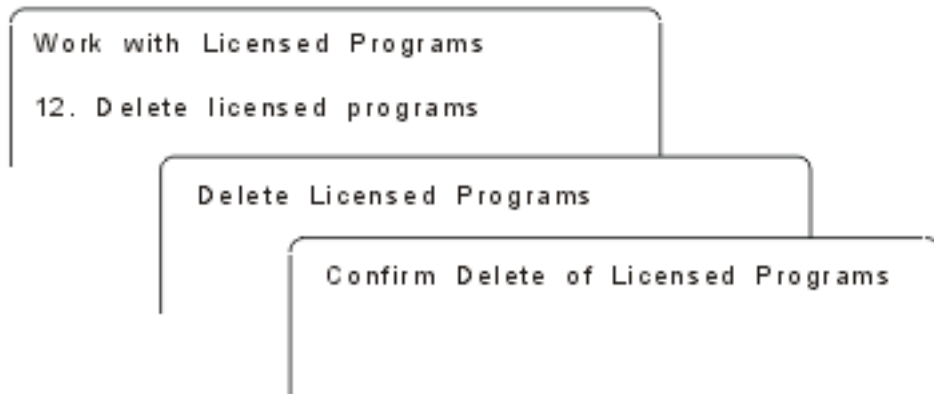 Work with Licensed Programs
12. Delete licensed programs
Delete Licensed Programs
Confirm Delete of Licensed Programs